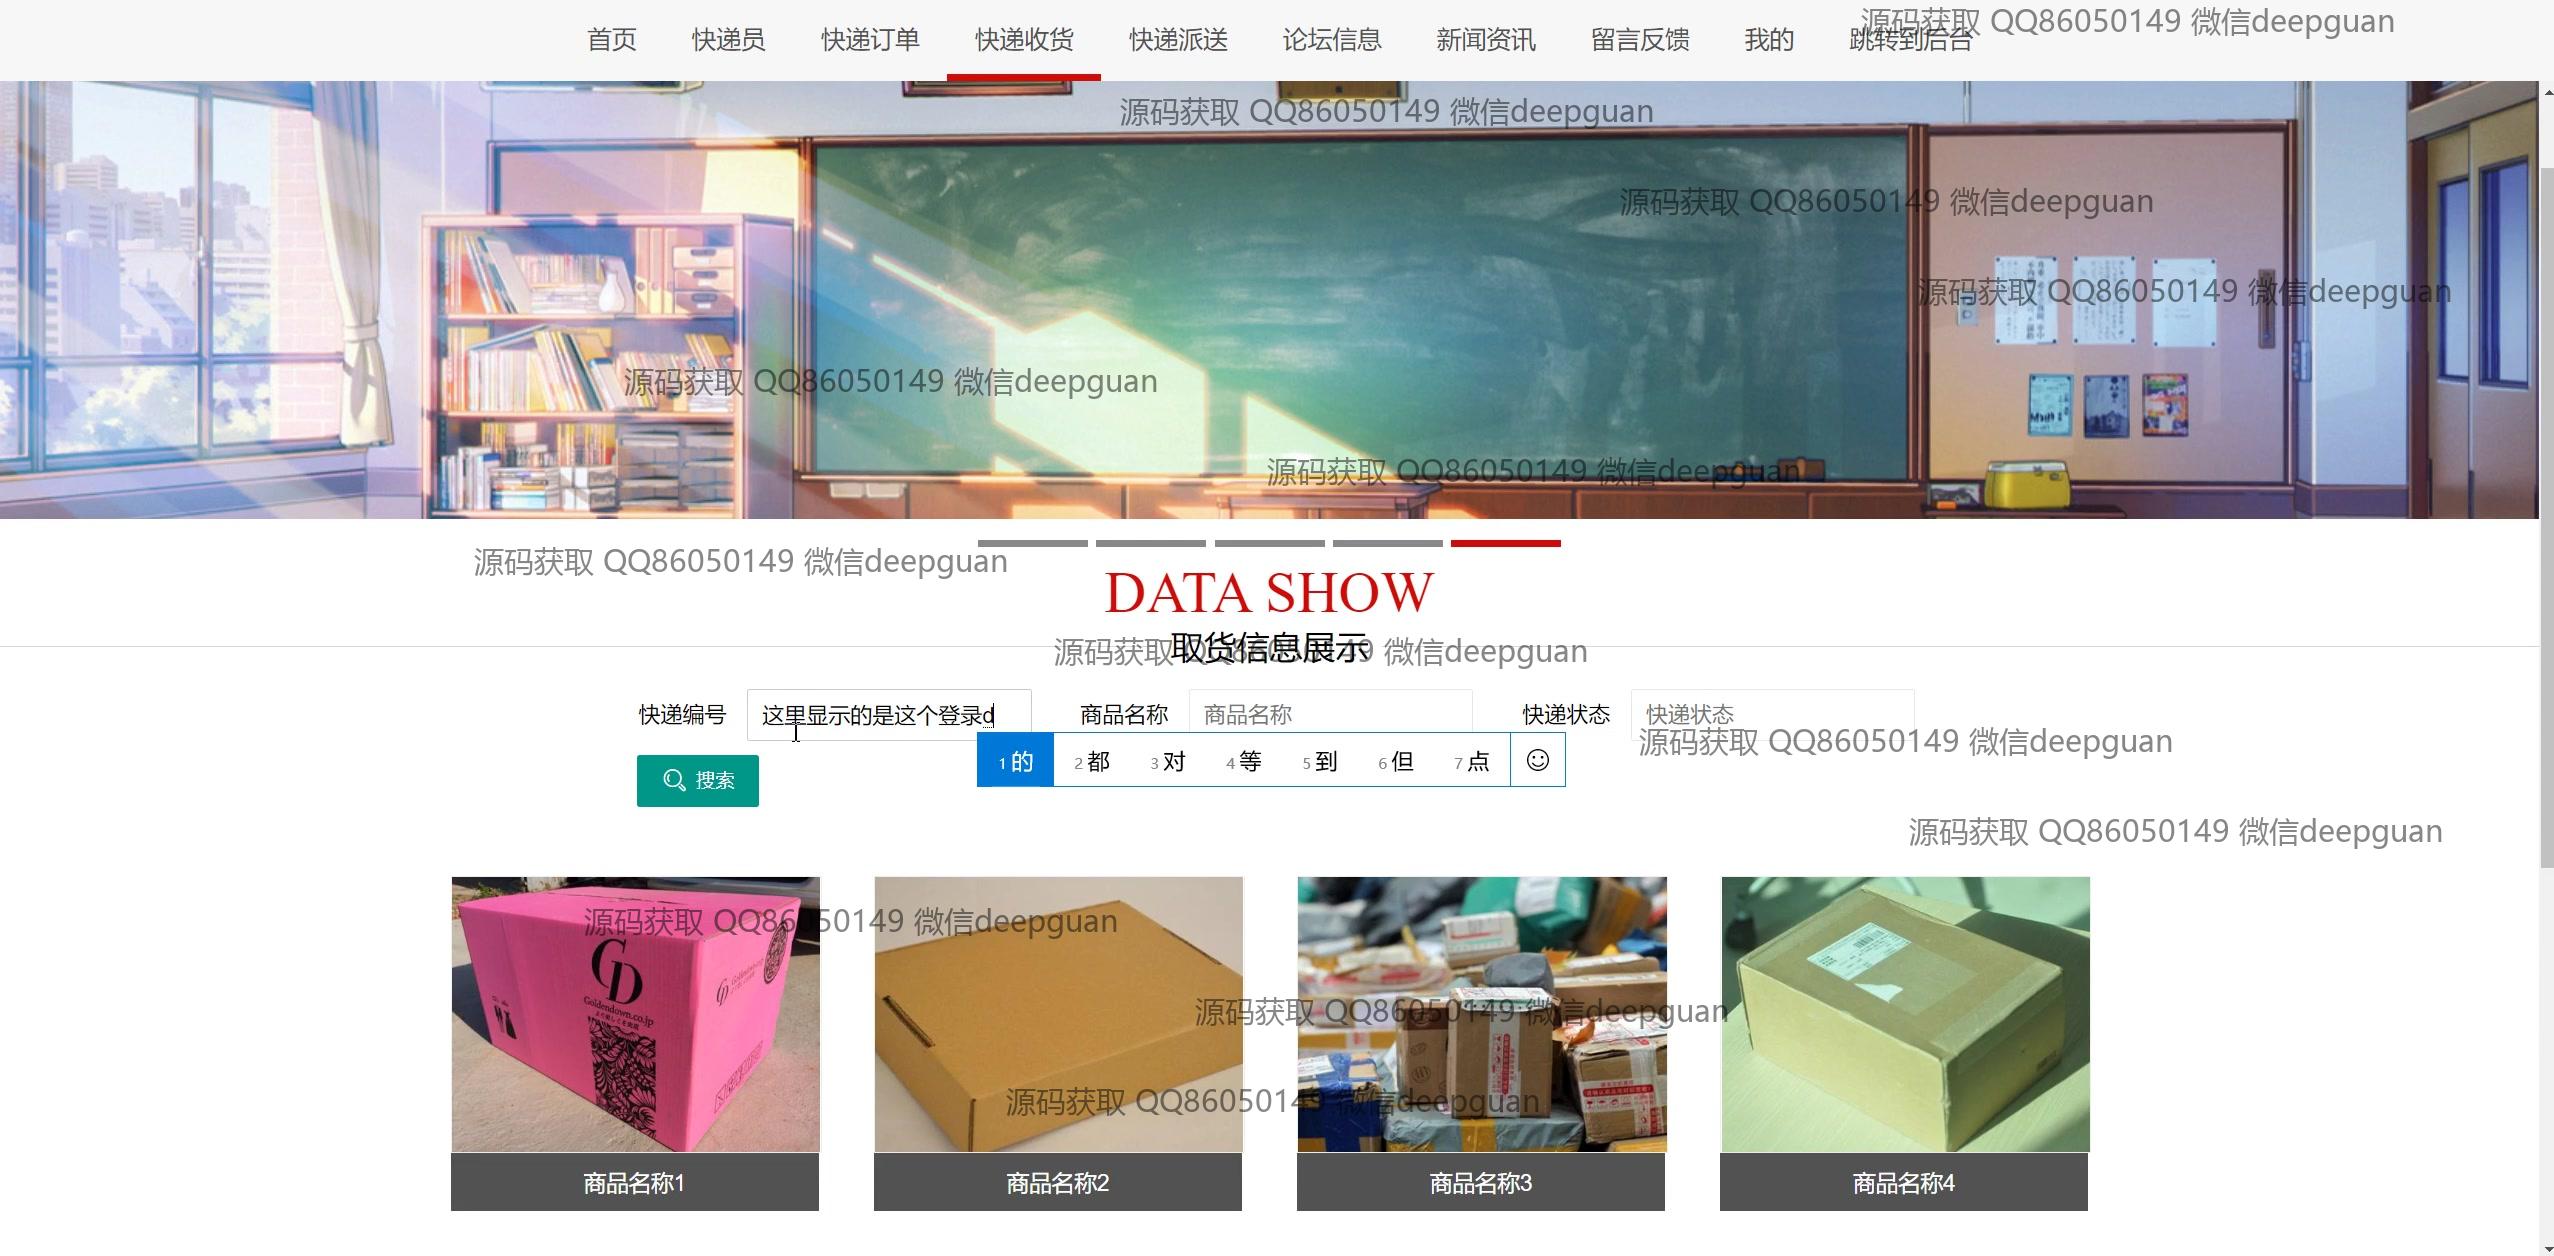 首页 快递员 快递订单 快递收货 快递派送 论坛信息 新闻资讯 留言反馈 我的 跳转到后台
源码获取 QQ86050149 微信deepguan
源码获取 QQ86050149 微信deepguan
源码获取 QQ86050149 微信deepguan
源码获取 QQ86050149 微信deepguan
源码获取 QQ86050149 微信deepguan
源码获取 QQ86050149 微信deepguan
源码获取 QQ86050149 微信deepguan
DATA SHOW
取货信息展示
源码获取 QQ86050149 微信deepguan
快递编号 这里显示的是这个登录d 商品名称 商品名称 快递状态 快递状态
源码获取 QQ86050149 微信deepguan
1 的 2 都 3 对 4 等 5 到 6 但 7 点
搜索
源码获取 QQ86050149 微信deepguan
源码获取 QQ86050149 微信deepguan
GD
Goldendown.co.jp
源码获取 QQ86050149 微信deepguan
源码获取 QQ86050149 微信deepguan
商品名称1 商品名称2 商品名称3 商品名称4